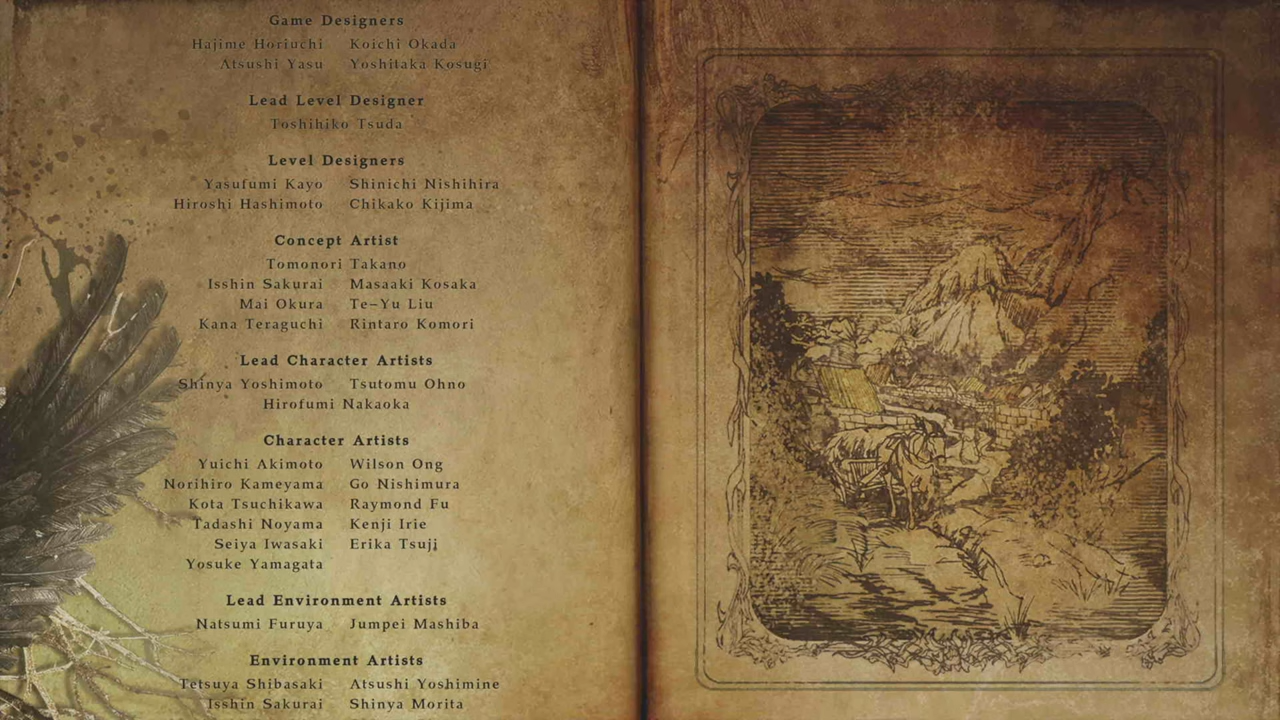 Game Designers
Hajime Horiuchi Koichi Okada
Atsushi Yasu Yoshitaka Kosugi
Lead Level Designer
Toshihiko Tsuda
Level Designers
Yasufumi Kayo Shinichi Nishihira
Hiroshi Hashimoto Chikako Kijima
Concept Artist
Tomonori Takano
Isshin Sakurai Masaaki Kosaka
Mai Okura Te-Yu Liu
Kana Teraguchi Rintaro Komori
Lead Character Artists
Shinya Yoshimoto Tsutomu Ohno
Hirofumi Nakaoka
Character Artists
Yuichi Akimoto Wilson Ong
Norihiro Kameyama Go Nishimura
Kota Tsuchikawa Raymond Fu
Tadashi Noyama Kenji Irie
Seiya Iwasaki Erika Tsuji
Yosuke Yamagata
Lead Environment Artists
Natsumi Furuya Jumpei Mashiba
Environment Artists
Tetsuya Shibasaki Atsushi Yoshimine
Isshin Sakurai Shinya Morita